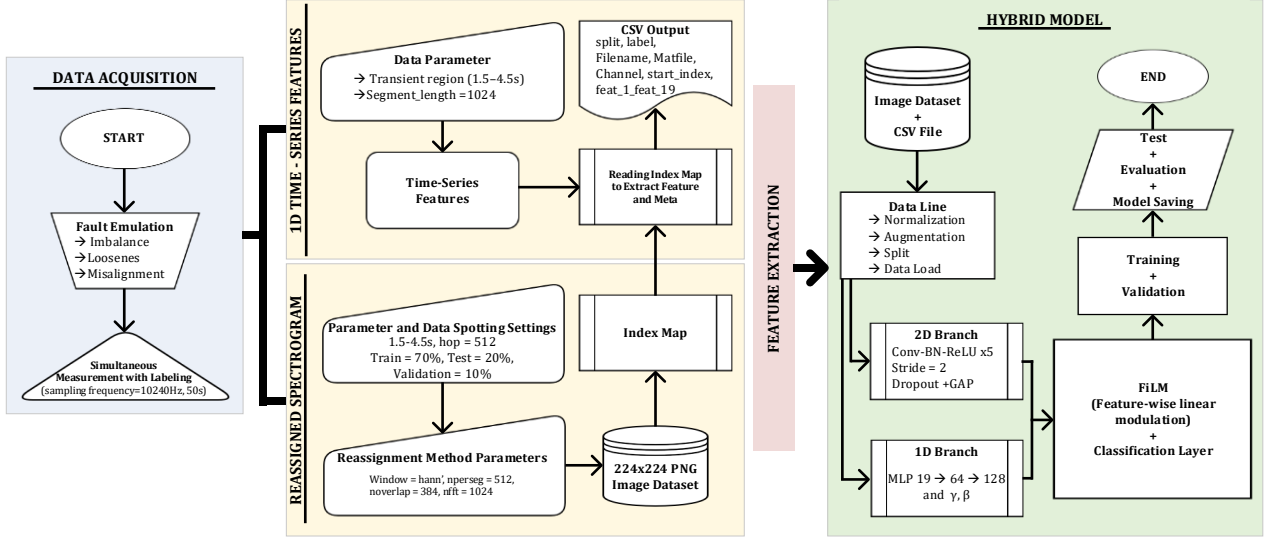 DATA ACQUISITION
START
Fault Emulation
→ Imbalance
→Loosenes
→Misalignment
Simultaneous
Measurement with Labeling
(sampling frequency=10240Hz, 50s)
1D TIME - SERIES FEATURES
Data Parameter
→ Transient region (1.5–4.5s)
→Segment_length =1024
Time-Series
Features
CSV Output
split, label,
Filename, Matfile,
Channel, start_index,
feat_1_feat_19
Reading Index Map
to Extract Feature
and Meta
REASSIGNED SPECTROGRAM
Parameter and Data Spotting Settings
1.5-4.5s, hop = 512
Train = 70%, Test = 20%,
Validation = 10%
Reassignment Method Parameters
Window = hann', nperseg = 512,
noverlap = 384, nfft = 1024
Index Map
224x224 PNG
Image Dataset
FEATURE EXTRACTION
HYBRID MODEL
Image Dataset
+
CSV File
Data Line
→ Normalization
→ Augmentation
→ Split
→ Data Load
2D Branch
Conv-BN-ReLU x5
Stride = 2
Dropout +GAP
1D Branch
MLP 19 → 64 → 128
and γ, β
FiLM
(Feature-wise linear
modulation)
+
Classification Layer
Training
+
Validation
Test
+
Evaluation
+
Model Saving
END